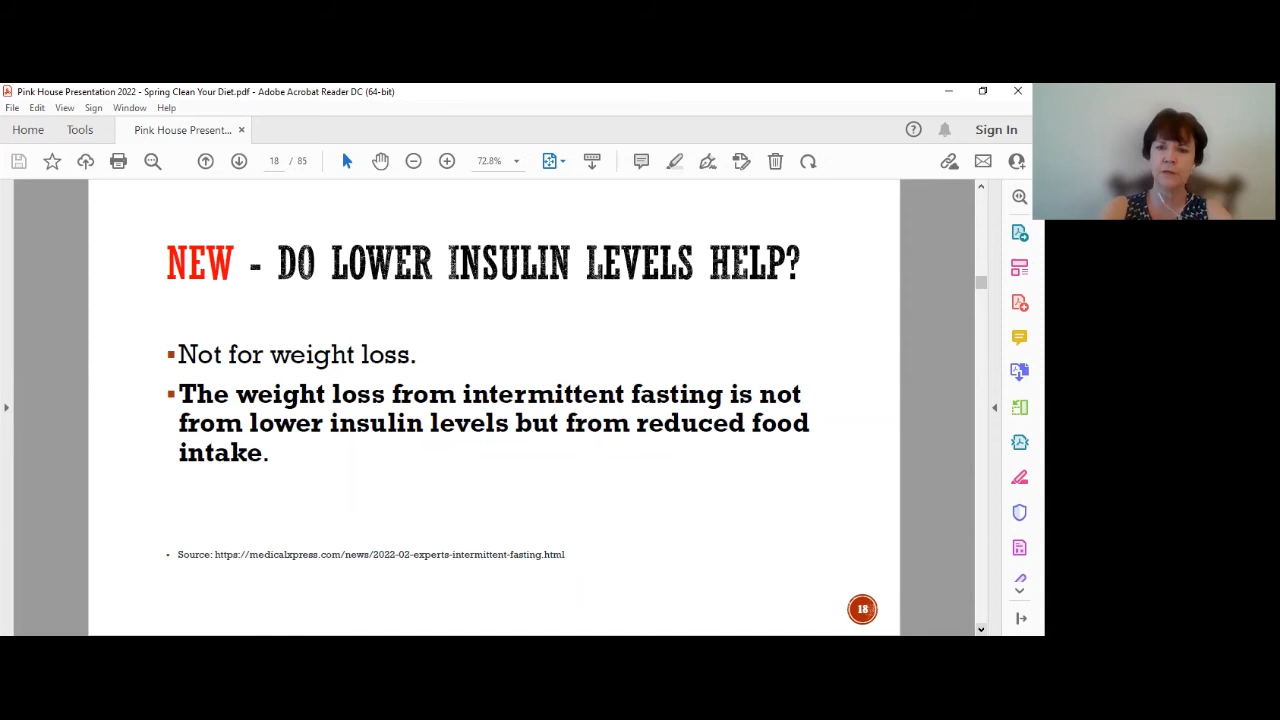 Pink House Presentation 2022 - Spring Clean Your Diet.pdf - Adobe Acrobat Reader DC (64-bit)
File Edit View Sign Window Help
Home Tools Pink House Present... × Sign In
18 / 85 72.8%
NEW - DO LOWER INSULIN LEVELS HELP?
▪Not for weight loss.
▪The weight loss from intermittent fasting is not
from lower insulin levels but from reduced food
intake.
▪ Source: https://medicalxpress.com/news/2022-02-experts-intermittent-fasting.html
18